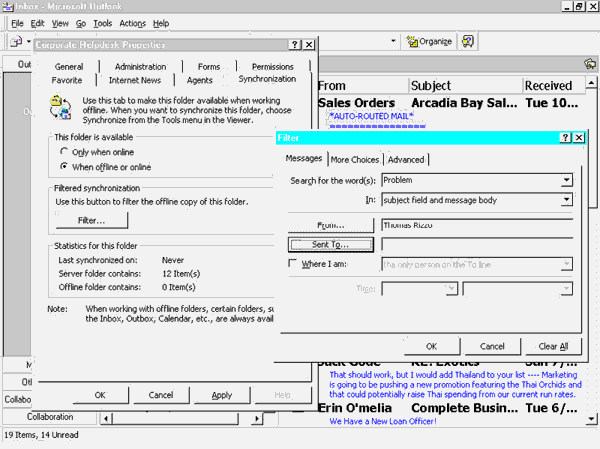 Inbox - Microsoft Outlook
File Edit View Go Tools Actions Help
Organize
Corporate Helpdesk Properties
General Administration Forms Permissions
Favorite Internet News Agents Synchronization
Use this tab to make this folder available when working
offline. When you want to synchronize this folder, choose
Synchronize from the Tools menu in the Viewer.
This folder is available
Only when online
When offline or online
Filtered synchronization
Use this button to filter the offline copy of this folder.
Filter...
Statistics for this folder
Last synchronized on: Never
Server folder contains: 12 Item(s)
Offline folder contains: 0 Item(s)
Note: When working with offline folders, certain folders, su
the Inbox, Outbox, Calendar, etc., are always avail
OK Cancel Apply Help
Out
From Subject Received
Sales Orders Arcadia Bay Sal... Tue 10...
*AUTO-ROUTED MAIL*
==================
Filter
Messages More Choices Advanced
Search for the word(s): Problem
In: subject field and message body
From... Thomas Rizzo
Sent To...
Where I am: the only person on the To line
Time:
OK Cancel Clear All
Jack Gode RE: Exotics Sun 7/...
That should work, but I would add Thailand to your list ---- Marketing
is going to be pushing a new promotion featuring the Thai Orchids and
that could potentially raise Thai spending from our current run rates.
Erin O'melia Complete Busin... Tue 6/...
We Have a New Loan Officer!
M
Oth
Collabo
Collaboration
19 Items, 14 Unread